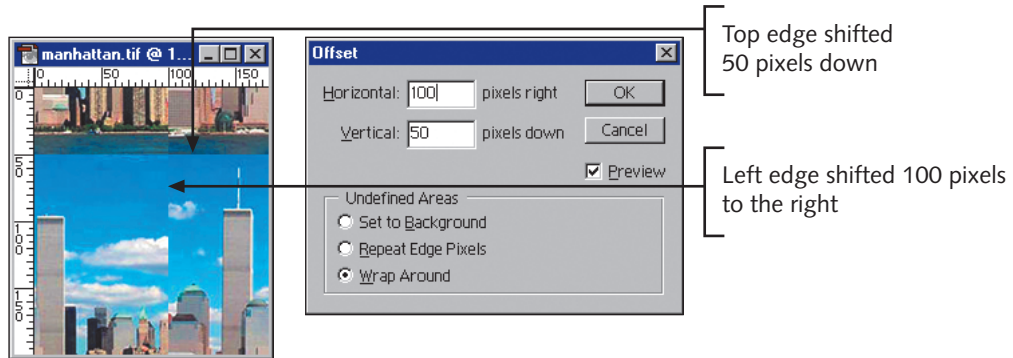 manhattan.tif @ 1...
0 50 100 150
0
50
100
150
Offset
Horizontal: 100 pixels right
OK
Vertical: 50 pixels down
Cancel
Preview
Undefined Areas
Set to Background
Repeat Edge Pixels
Wrap Around
Top edge shifted
50 pixels down
Left edge shifted 100 pixels
to the right